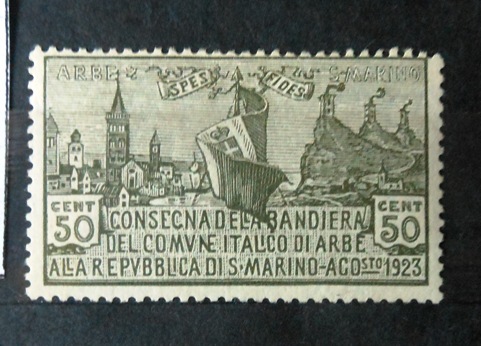 ARBE S·MARINO
SPES FIDES
CENT 50 CENT 50
CONSEGNA DELLA BANDIERA
DEL COMVNE ITALICO DI ARBE
ALLA REPVBBLICA DI S·MARINO-AGOSTO 1923